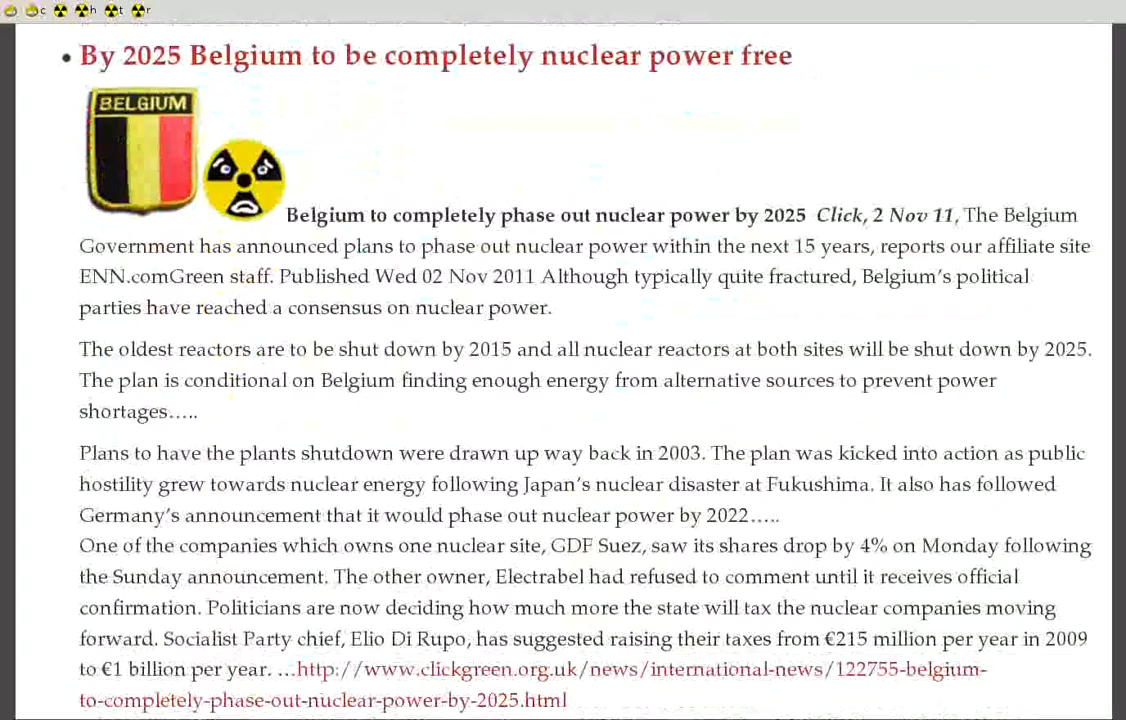 c h t r
• By 2025 Belgium to be completely nuclear power free
BELGIUM
Belgium to completely phase out nuclear power by 2025 Click, 2 Nov 11, The Belgium
Government has announced plans to phase out nuclear power within the next 15 years, reports our affiliate site
ENN.comGreen staff. Published Wed 02 Nov 2011 Although typically quite fractured, Belgium's political
parties have reached a consensus on nuclear power.
The oldest reactors are to be shut down by 2015 and all nuclear reactors at both sites will be shut down by 2025.
The plan is conditional on Belgium finding enough energy from alternative sources to prevent power
shortages…..
Plans to have the plants shutdown were drawn up way back in 2003. The plan was kicked into action as public
hostility grew towards nuclear energy following Japan's nuclear disaster at Fukushima. It also has followed
Germany's announcement that it would phase out nuclear power by 2022…..
One of the companies which owns one nuclear site, GDF Suez, saw its shares drop by 4% on Monday following
the Sunday announcement. The other owner, Electrabel had refused to comment until it receives official
confirmation. Politicians are now deciding how much more the state will tax the nuclear companies moving
forward. Socialist Party chief, Elio Di Rupo, has suggested raising their taxes from €215 million per year in 2009
to €1 billion per year. …http://www.clickgreen.org.uk/news/international-news/122755-belgium-
to-completely-phase-out-nuclear-power-by-2025.html